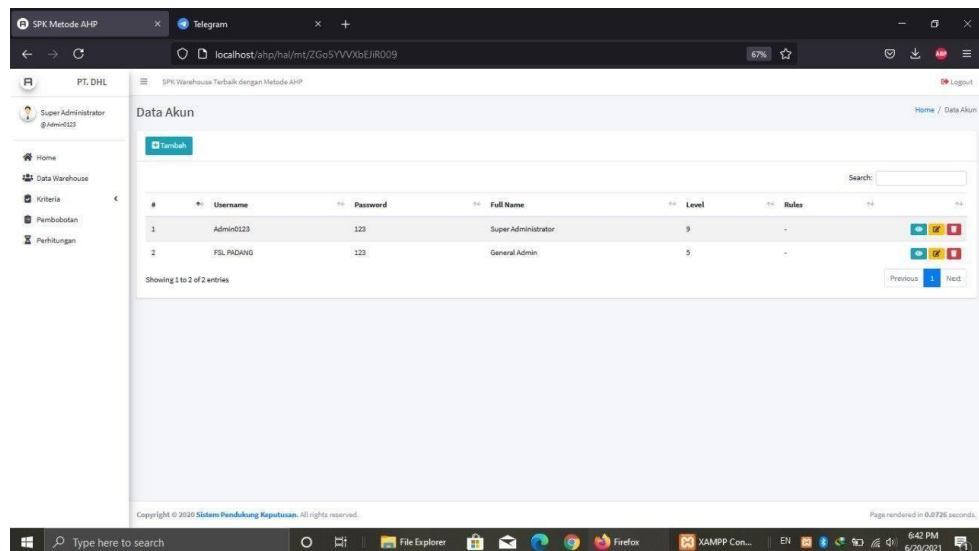 SPK Metode AHP
Telegram
localhost/ahp/hal/mt/ZGo5YVVXbEJiR009
67%
ABP
PT. DHL
SPK Warehouse Terbaik dengan Metode AHP
Logout
Super Administrator
@Admin0123
Home
Data Warehouse
Kriteria
Pembobotan
Perhitungan
Data Akun
Home / Data Akun
Tambah
Search:
# Username Password Full Name Level Rules
1 Admin0123 123 Super Administrator 9 -
2 FSL PADANG 123 General Admin 5 -
Showing 1 to 2 of 2 entries
Previous 1 Next
Copyright © 2020 Sistem Pendukung Keputusan. All rights reserved.
Page rendered in 0.0726 seconds.
Type here to search
File Explorer
Firefox
XAMPP Con...
EN
6:42 PM
6/20/2021